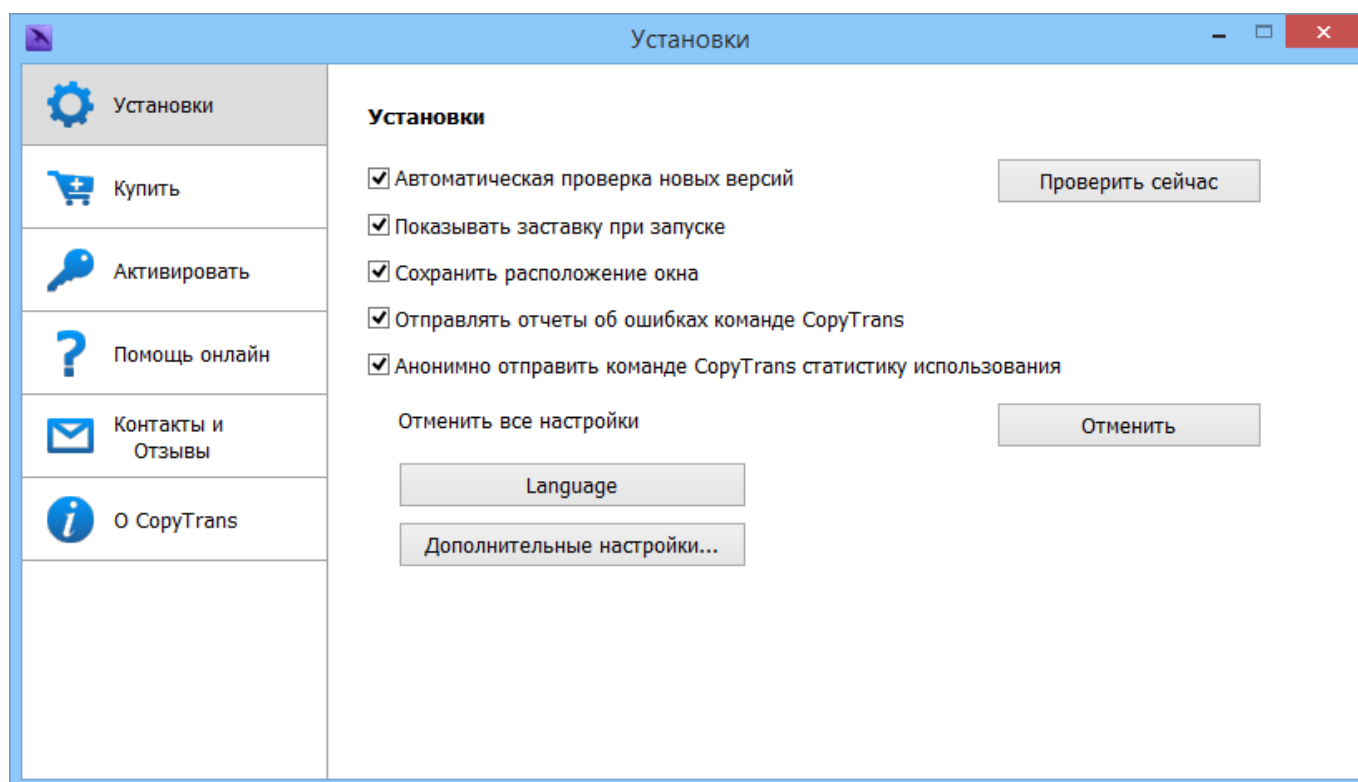 Установки
Установки
Купить
Активировать
Помощь онлайн
Контакты и
Отзывы
О CopyTrans
Установки
Автоматическая проверка новых версий
Проверить сейчас
Показывать заставку при запуске
Сохранить расположение окна
Отправлять отчеты об ошибках команде CopyTrans
Анонимно отправить команде CopyTrans статистику использования
Отменить все настройки
Отменить
Language
Дополнительные настройки...